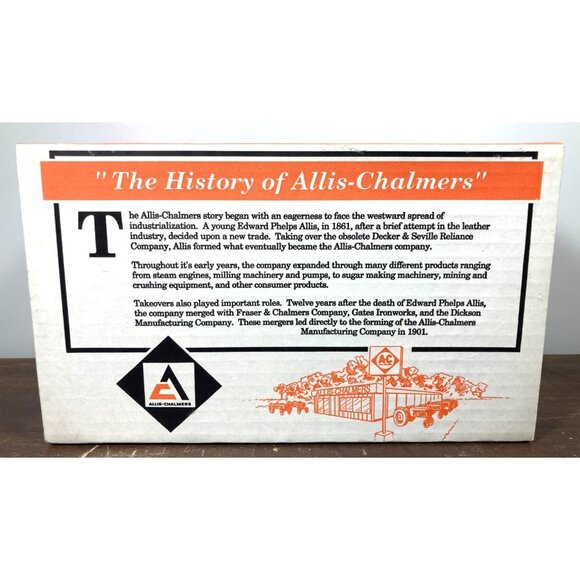 "The History of Allis-Chalmers"
The Allis-Chalmers story began with an eagerness to face the westward spread of
industrialization. A young Edward Phelps Allis, in 1861, after a brief attempt in the leather
industry, decided upon a new trade. Taking over the obsolete Decker & Seville Reliance
Company, Allis formed what eventually became the Allis-Chalmers company.
Throughout it's early years, the company expanded through many different products ranging
from steam engines, milling machinery and pumps, to sugar making machinery, mining and
crushing equipment, and other consumer products.
Takeovers also played important roles. Twelve years after the death of Edward Phelps Allis,
the company merged with Fraser & Chalmers Company, Gates Ironworks, and the Dickson
Manufacturing Company. These mergers led directly to the forming of the Allis-Chalmers
Manufacturing Company in 1901.
A
ALLIS-CHALMERS
A-C
ALLIS-CHALMERS